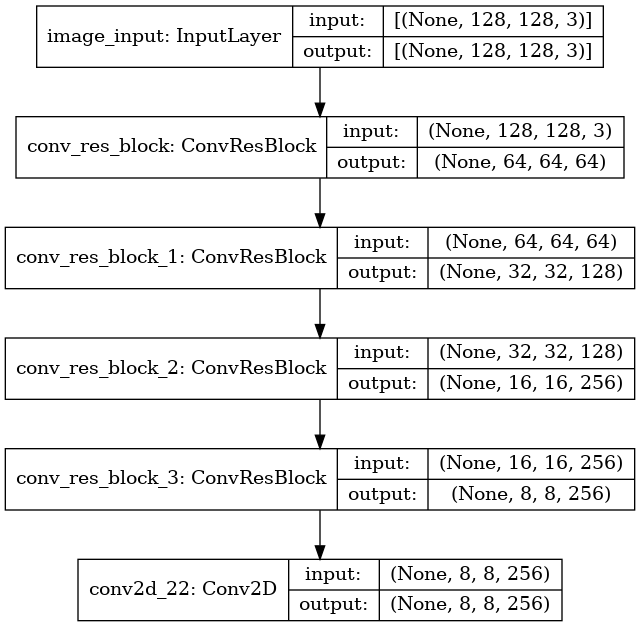 image_input: InputLayer
input:
[(None, 128, 128, 3)]
output:
[(None, 128, 128, 3)]
conv_res_block: ConvResBlock
input:
(None, 128, 128, 3)
output:
(None, 64, 64, 64)
conv_res_block_1: ConvResBlock
input:
(None, 64, 64, 64)
output:
(None, 32, 32, 128)
conv_res_block_2: ConvResBlock
input:
(None, 32, 32, 128)
output:
(None, 16, 16, 256)
conv_res_block_3: ConvResBlock
input:
(None, 16, 16, 256)
output:
(None, 8, 8, 256)
conv2d_22: Conv2D
input:
(None, 8, 8, 256)
output:
(None, 8, 8, 256)